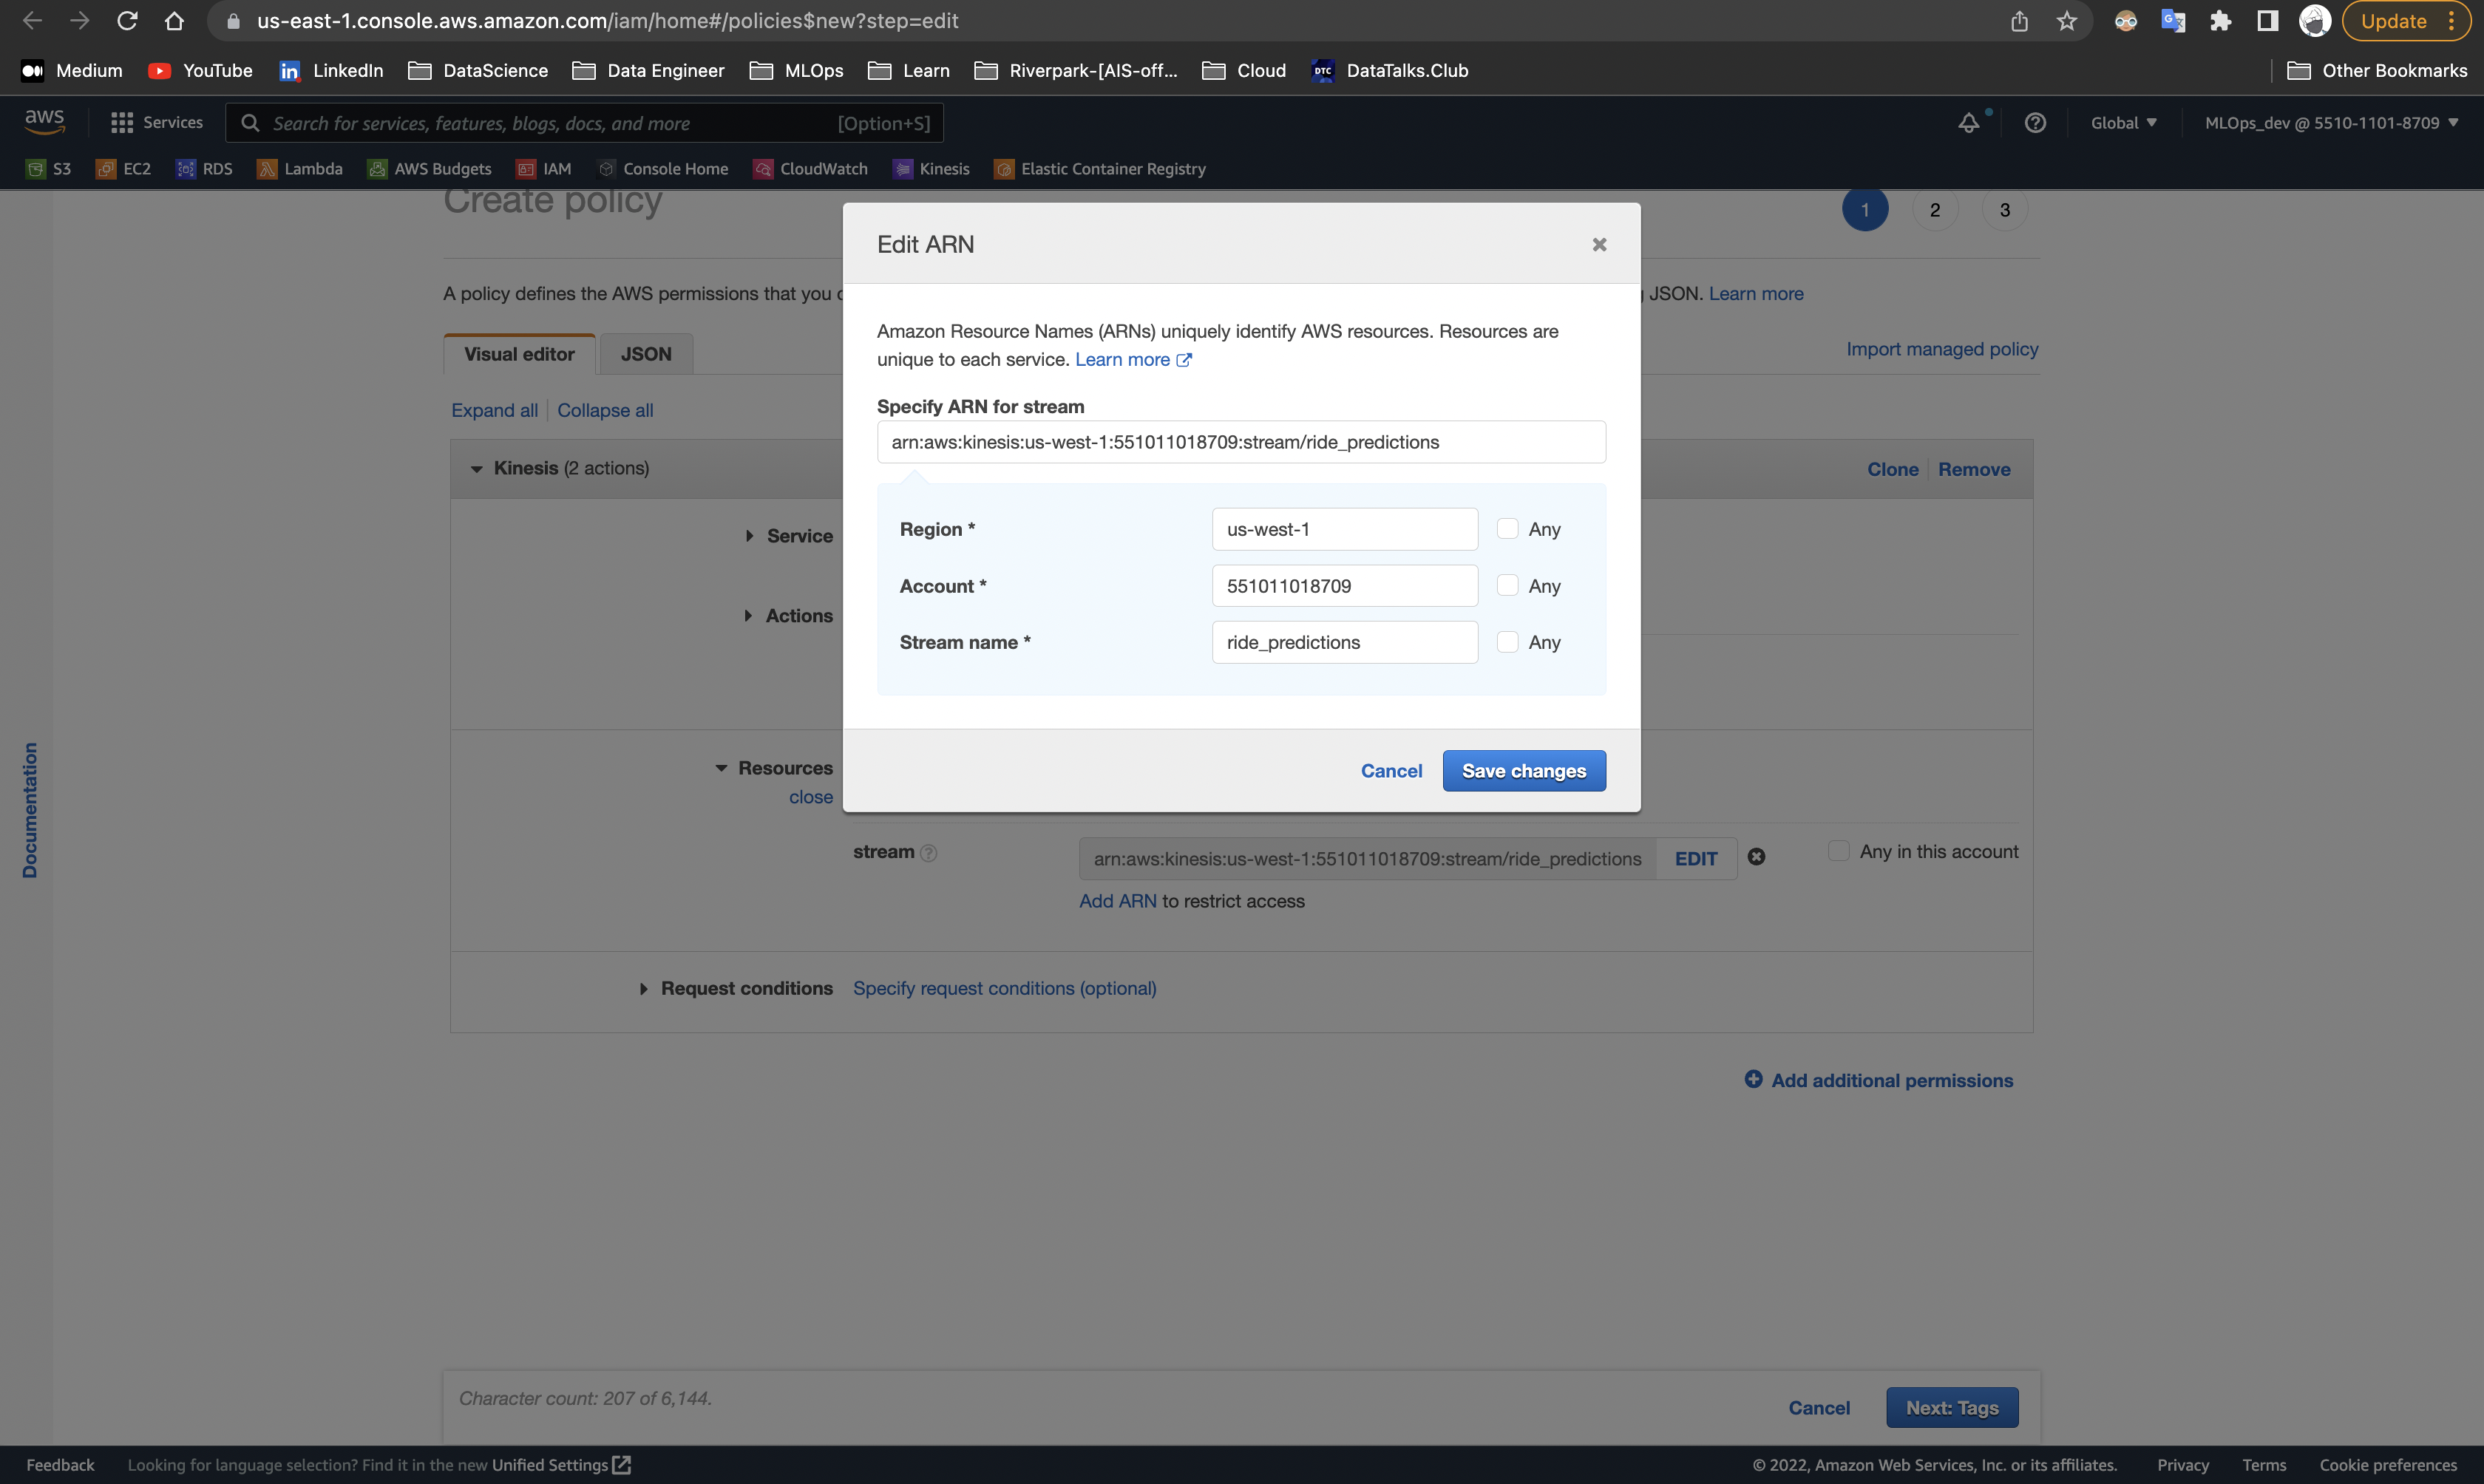 us-east-1.console.aws.amazon.com/iam/home#/policies$new?step=edit
Update
Medium YouTube LinkedIn DataScience Data Engineer MLOps Learn Riverpark-[AIS-off... Cloud DTC DataTalks.Club Other Bookmarks
aws Services Search for services, features, blogs, docs, and more [Option+S] Global MLOps_dev @ 5510-1101-8709
S3 EC2 RDS Lambda AWS Budgets IAM Console Home CloudWatch Kinesis Elastic Container Registry
Create policy
1 2 3
Edit ARN
A policy defines the AWS permissions that you
JSON. Learn more
Amazon Resource Names (ARNs) uniquely identify AWS resources. Resources are
unique to each service. Learn more
Visual editor JSON
Import managed policy
Specify ARN for stream
Expand all Collapse all
arn:aws:kinesis:us-west-1:551011018709:stream/ride_predictions
Kinesis (2 actions)
Clone Remove
Region * us-west-1 Any
Service
Account * 551011018709 Any
Actions
Stream name * ride_predictions Any
Cancel Save changes
Resources
close
Documentation
stream ? arn:aws:kinesis:us-west-1:551011018709:stream/ride_predictions EDIT Any in this account
Add ARN to restrict access
Request conditions Specify request conditions (optional)
Add additional permissions
Character count: 207 of 6,144.
Cancel Next: Tags
Feedback Looking for language selection? Find it in the new Unified Settings © 2022, Amazon Web Services, Inc. or its affiliates. Privacy Terms Cookie preferences